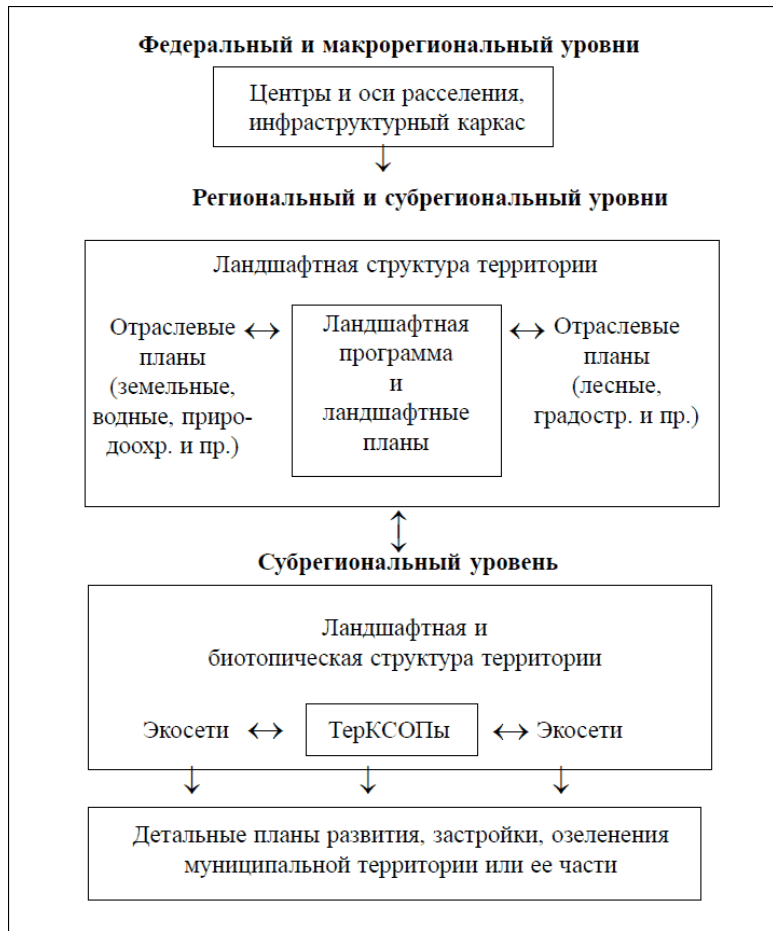 Федеральный и макрорегиональный уровни
Центры и оси расселения,
инфраструктурный каркас
↓
Региональный и субрегиональный уровни
Ландшафтная структура территории
Отраслевые
планы
(земельные,
водные, приро-
доохр. и пр.)
↔
Ландшафтная
программа
и
ландшафтные
планы
↔
Отраслевые
планы
(лесные,
градостр. и пр.)
↕
Субрегиональный уровень
Ландшафтная и
биотопическая структура территории
Экосети ↔ ТерКСОПы ↔ Экосети
↓ ↓ ↓
Детальные планы развития, застройки, озеленения
муниципальной территории или ее части